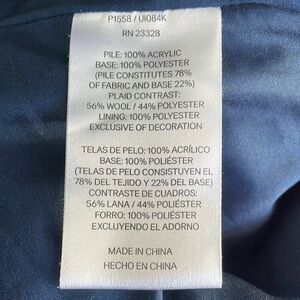 P1558 / UI084K
RN 23328
PILE: 100% ACRYLIC
BASE: 100% POLYESTER
(PILE CONSTITUTES 78%
OF FABRIC AND BASE 22%)
PLAID CONTRAST:
56% WOOL / 44% POLYESTER
LINING: 100% POLYESTER
EXCLUSIVE OF DECORATION
TELAS DE PELO: 100% ACRÍLICO
BASE: 100% POLIÉSTER
(TELAS DE PELO CONSTITUYEN EL
78% DEL TEJIDO Y 22% DEL BASE)
CONTRASTE DE CUADROS:
56% LANA / 44% POLIÉSTER
FORRO: 100% POLIÉSTER
EXCLUYENDO EL ADORNO
MADE IN CHINA
HECHO EN CHINA